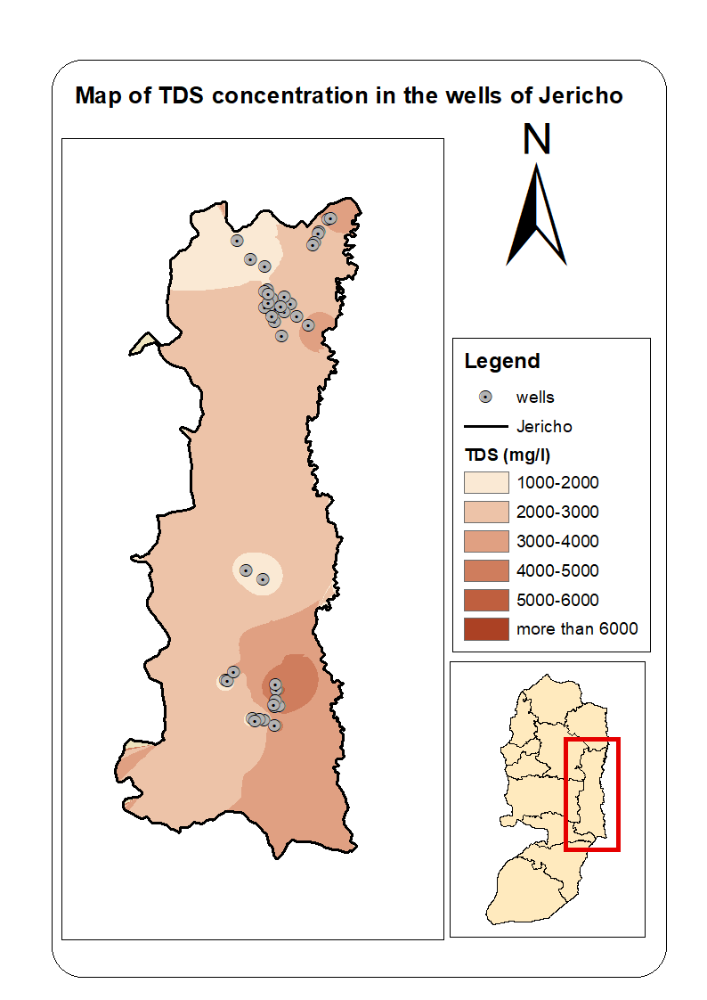 Map of TDS concentration in the wells of Jericho
N
Legend
wells
Jericho
TDS (mg/l)
1000-2000
2000-3000
3000-4000
4000-5000
5000-6000
more than 6000